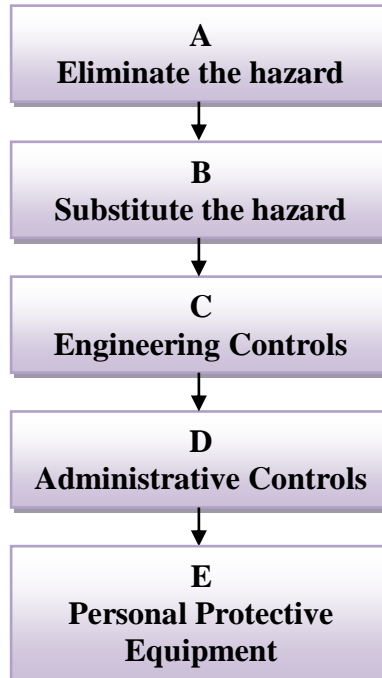 A
Eliminate the hazard
B
Substitute the hazard
C
Engineering Controls
D
Administrative Controls
E
Personal Protective
Equipment